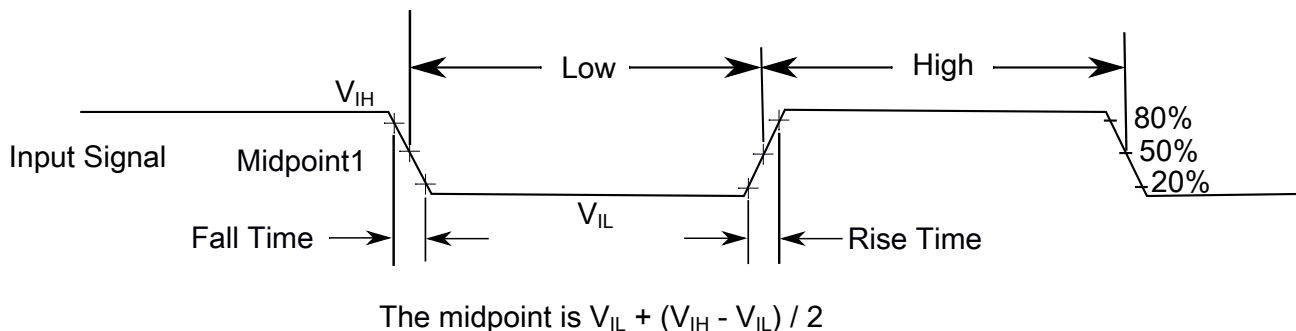 Low
High
V_IH
80%
Input Signal
Midpoint1
50%
20%
V_IL
Fall Time
Rise Time
The midpoint is V_IL + (V_IH - V_IL) / 2